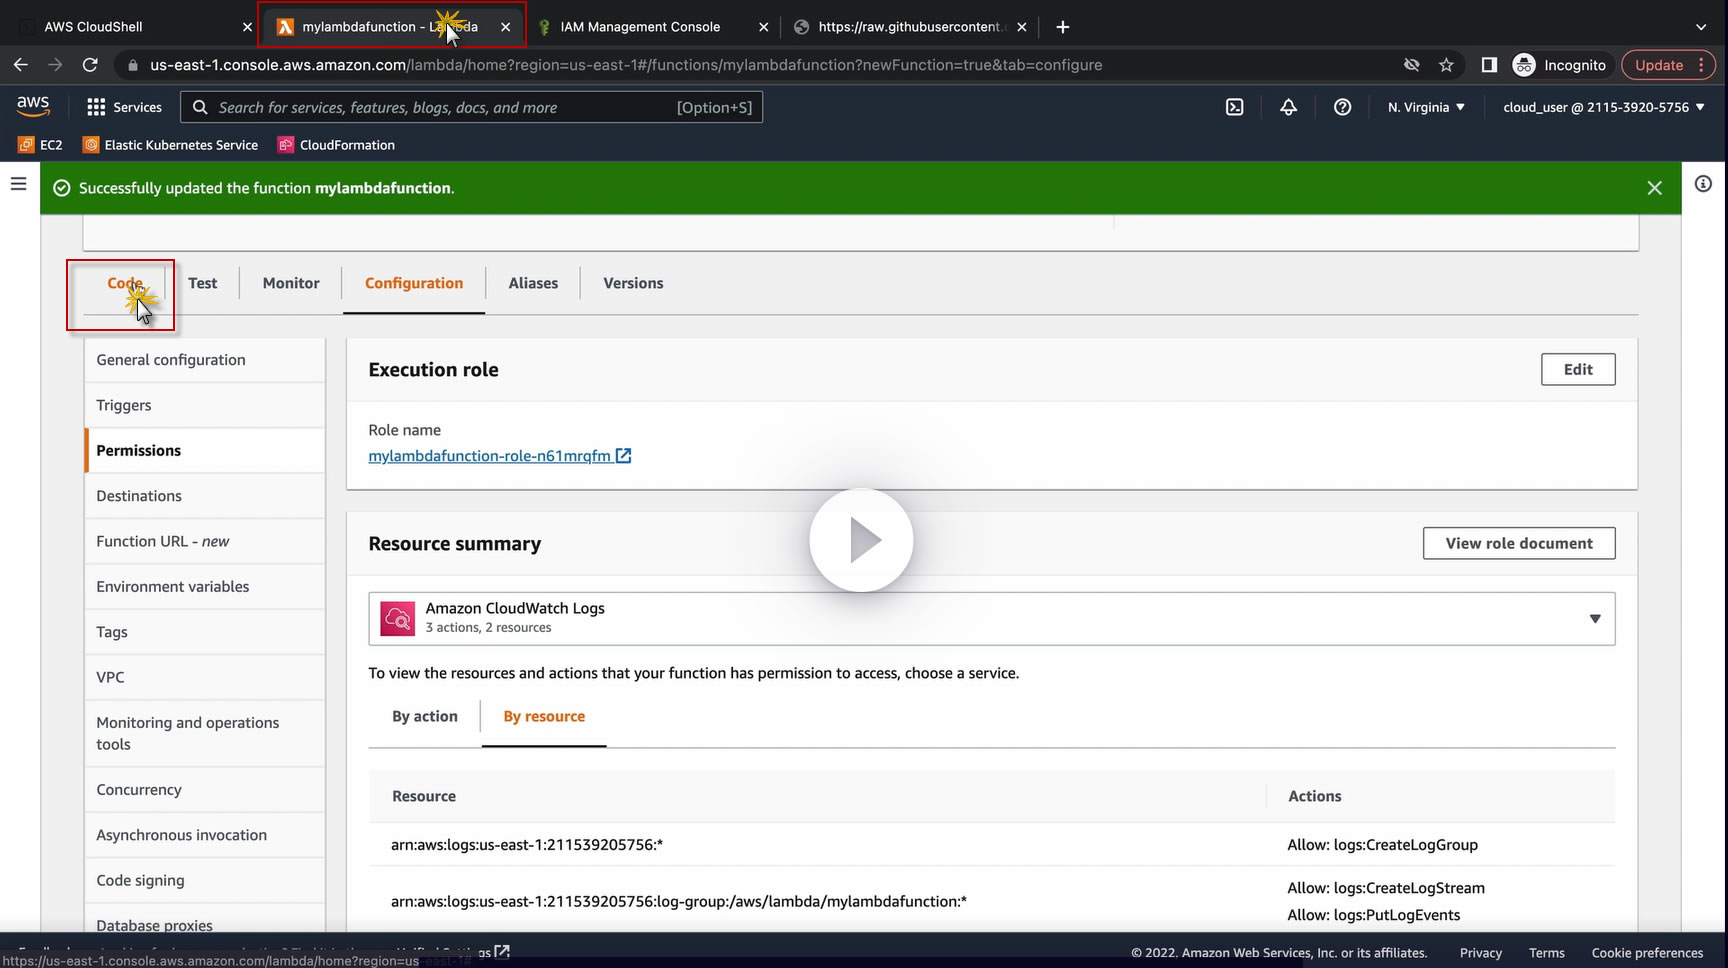 AWS CloudShell
mylambdafunction - Lambda
IAM Management Console
https://raw.githubusercontent.
us-east-1.console.aws.amazon.com/lambda/home?region=us-east-1#/functions/mylambdafunction?newFunction=true&tab=configure
Incognito
Update
aws
Services
Search for services, features, blogs, docs, and more
[Option+S]
N. Virginia
cloud_user @ 2115-3920-5756
EC2
Elastic Kubernetes Service
CloudFormation
Successfully updated the function mylambdafunction.
Code
Test
Monitor
Configuration
Aliases
Versions
General configuration
Triggers
Permissions
Destinations
Function URL - new
Environment variables
Tags
VPC
Monitoring and operations
tools
Concurrency
Asynchronous invocation
Code signing
Database proxies
Execution role
Edit
Role name
mylambdafunction-role-n61mrqfm
Resource summary
View role document
Amazon CloudWatch Logs
3 actions, 2 resources
To view the resources and actions that your function has permission to access, choose a service.
By action
By resource
Resource
Actions
arn:aws:logs:us-east-1:211539205756:*
Allow: logs:CreateLogGroup
arn:aws:logs:us-east-1:211539205756:log-group:/aws/lambda/mylambdafunction:*
Allow: logs:CreateLogStream
Allow: logs:PutLogEvents
© 2022, Amazon Web Services, Inc. or its affiliates.
Privacy
Terms
Cookie preferences
https://us-east-1.console.aws.amazon.com/lambda/home?region=us-east-1#